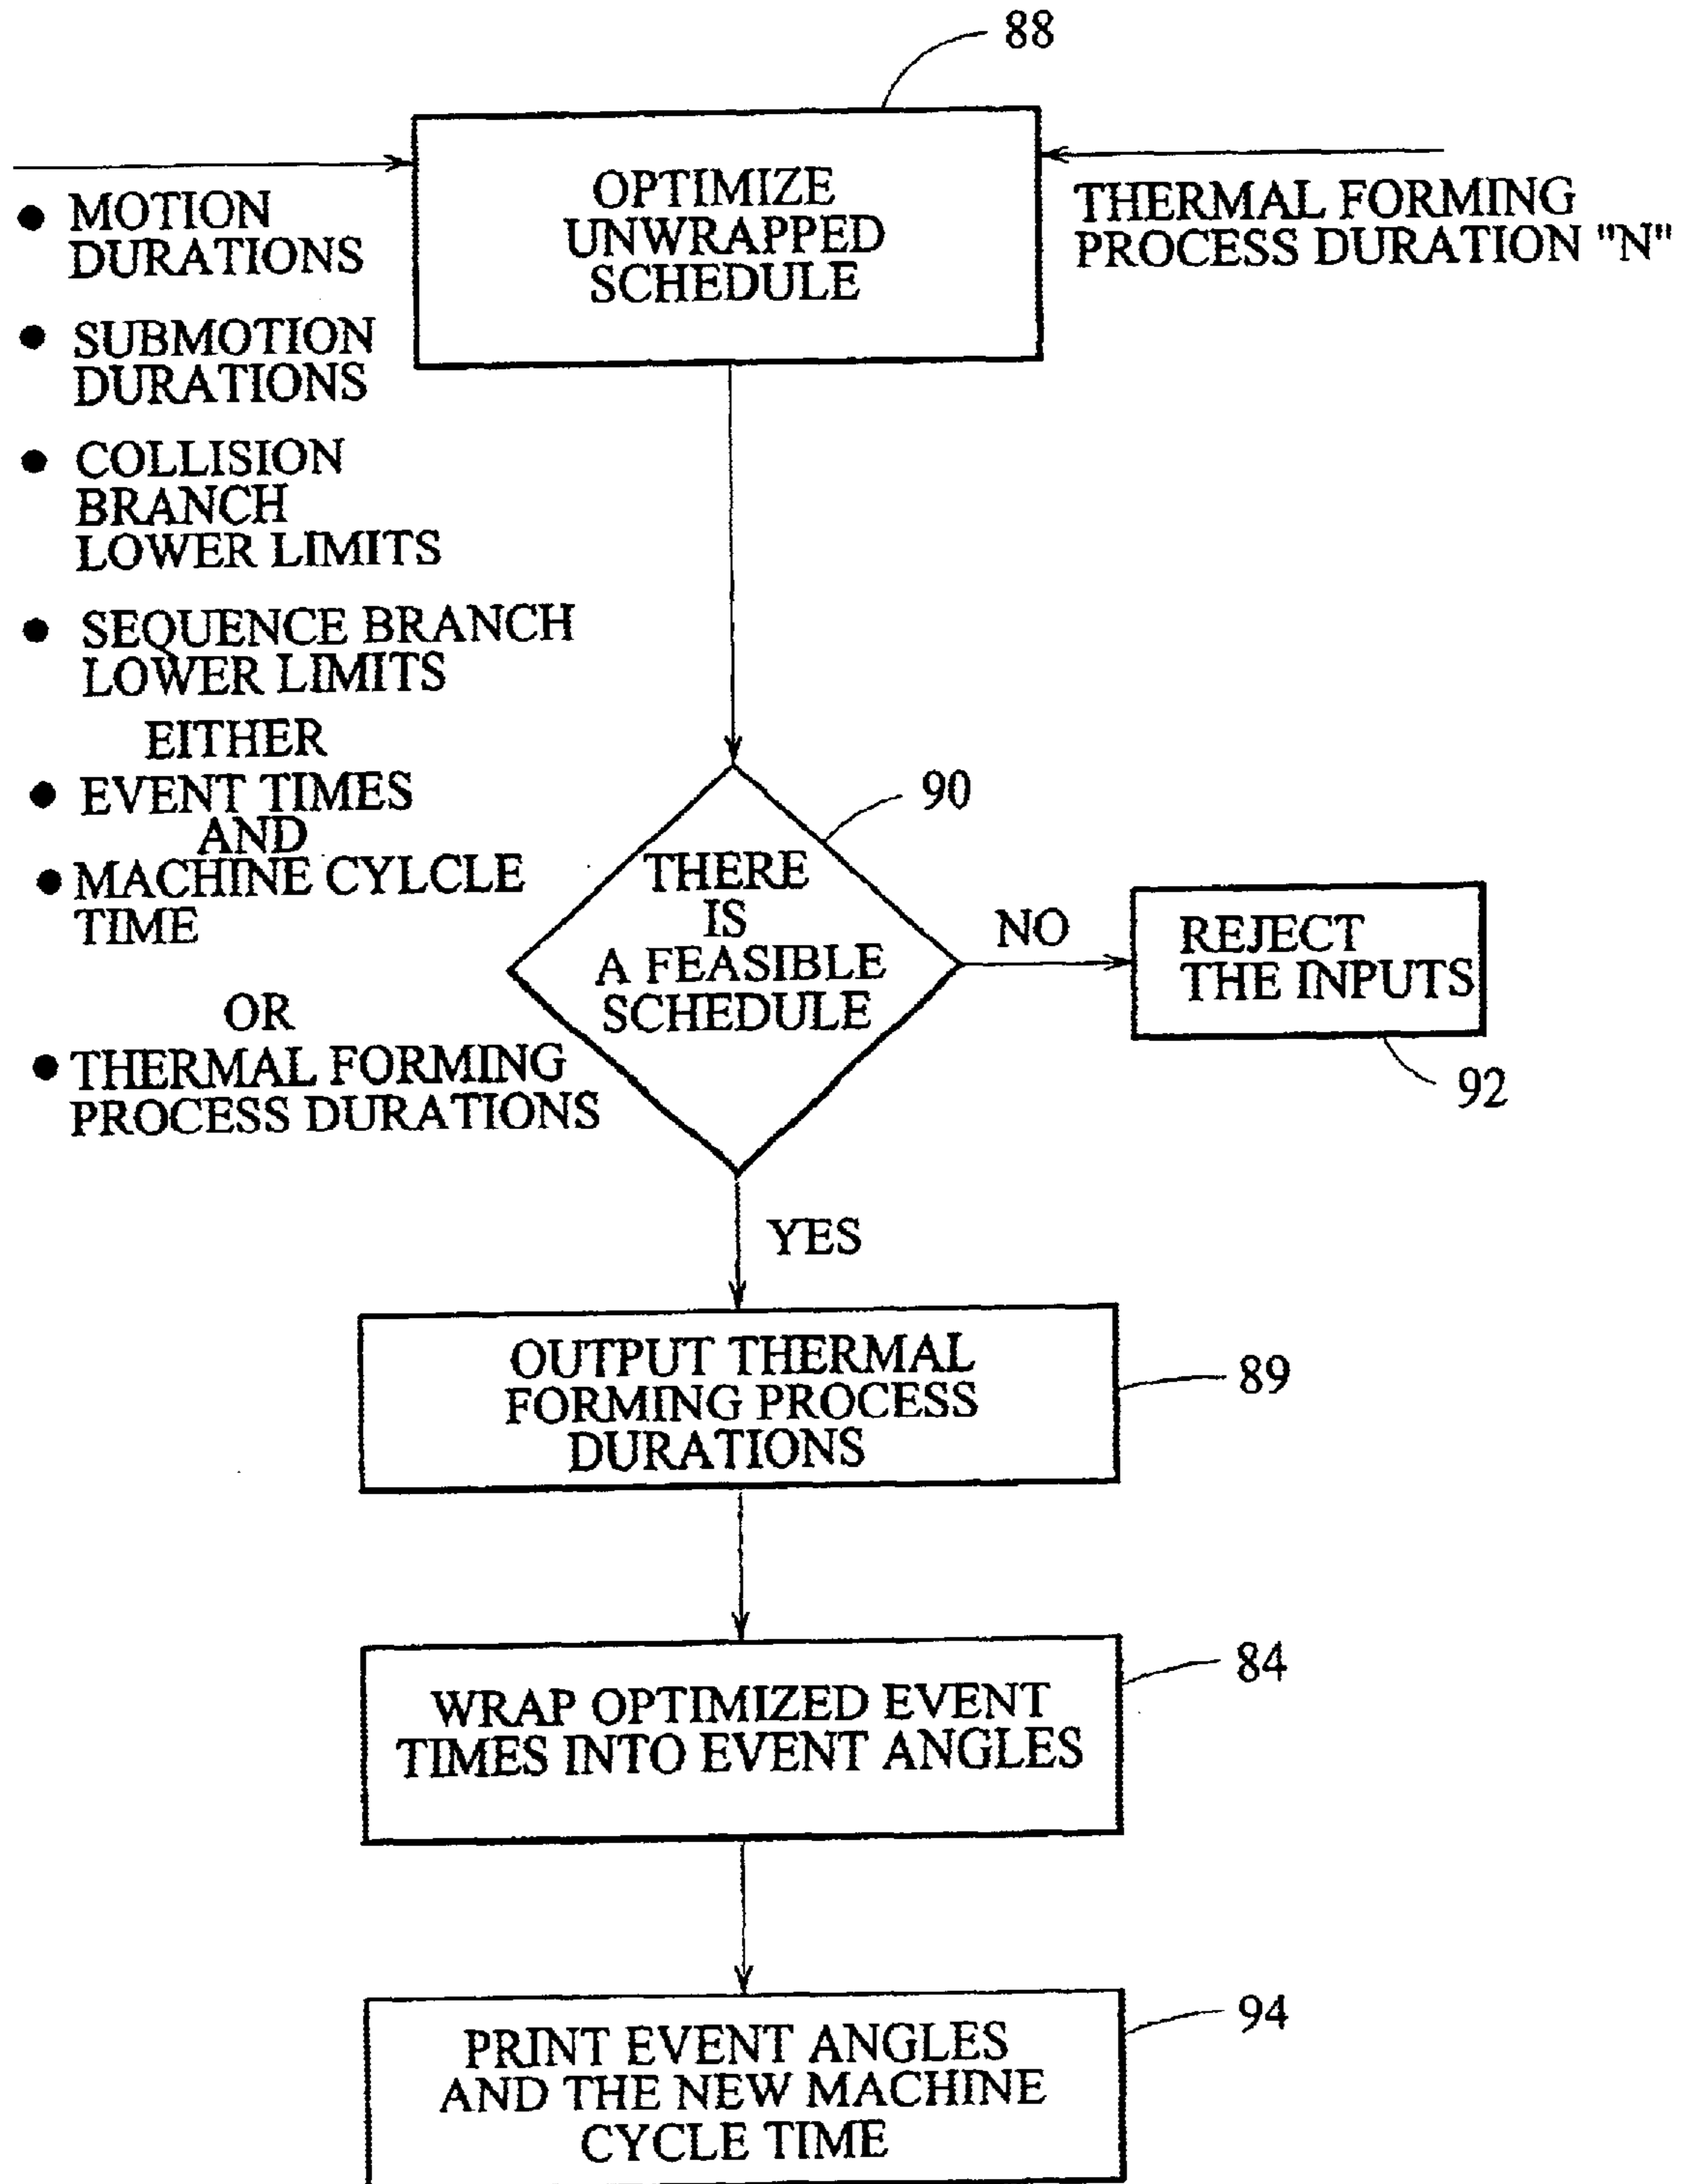 88
OPTIMIZE
UNWRAPPED
SCHEDULE
THERMAL FORMING
PROCESS DURATION "N"
● MOTION
DURATIONS
● SUBMOTION
DURATIONS
● COLLISION
BRANCH
LOWER LIMITS
● SEQUENCE BRANCH
LOWER LIMITS
EITHER
● EVENT TIMES
AND
● MACHINE CYLCLE
TIME
OR
● THERMAL FORMING
PROCESS DURATIONS
90
THERE
IS
A FEASIBLE
SCHEDULE
NO
REJECT
THE INPUTS
92
YES
OUTPUT THERMAL
FORMING PROCESS
DURATIONS
89
WRAP OPTIMIZED EVENT
TIMES INTO EVENT ANGLES
84
PRINT EVENT ANGLES
AND THE NEW MACHINE
CYCLE TIME
94